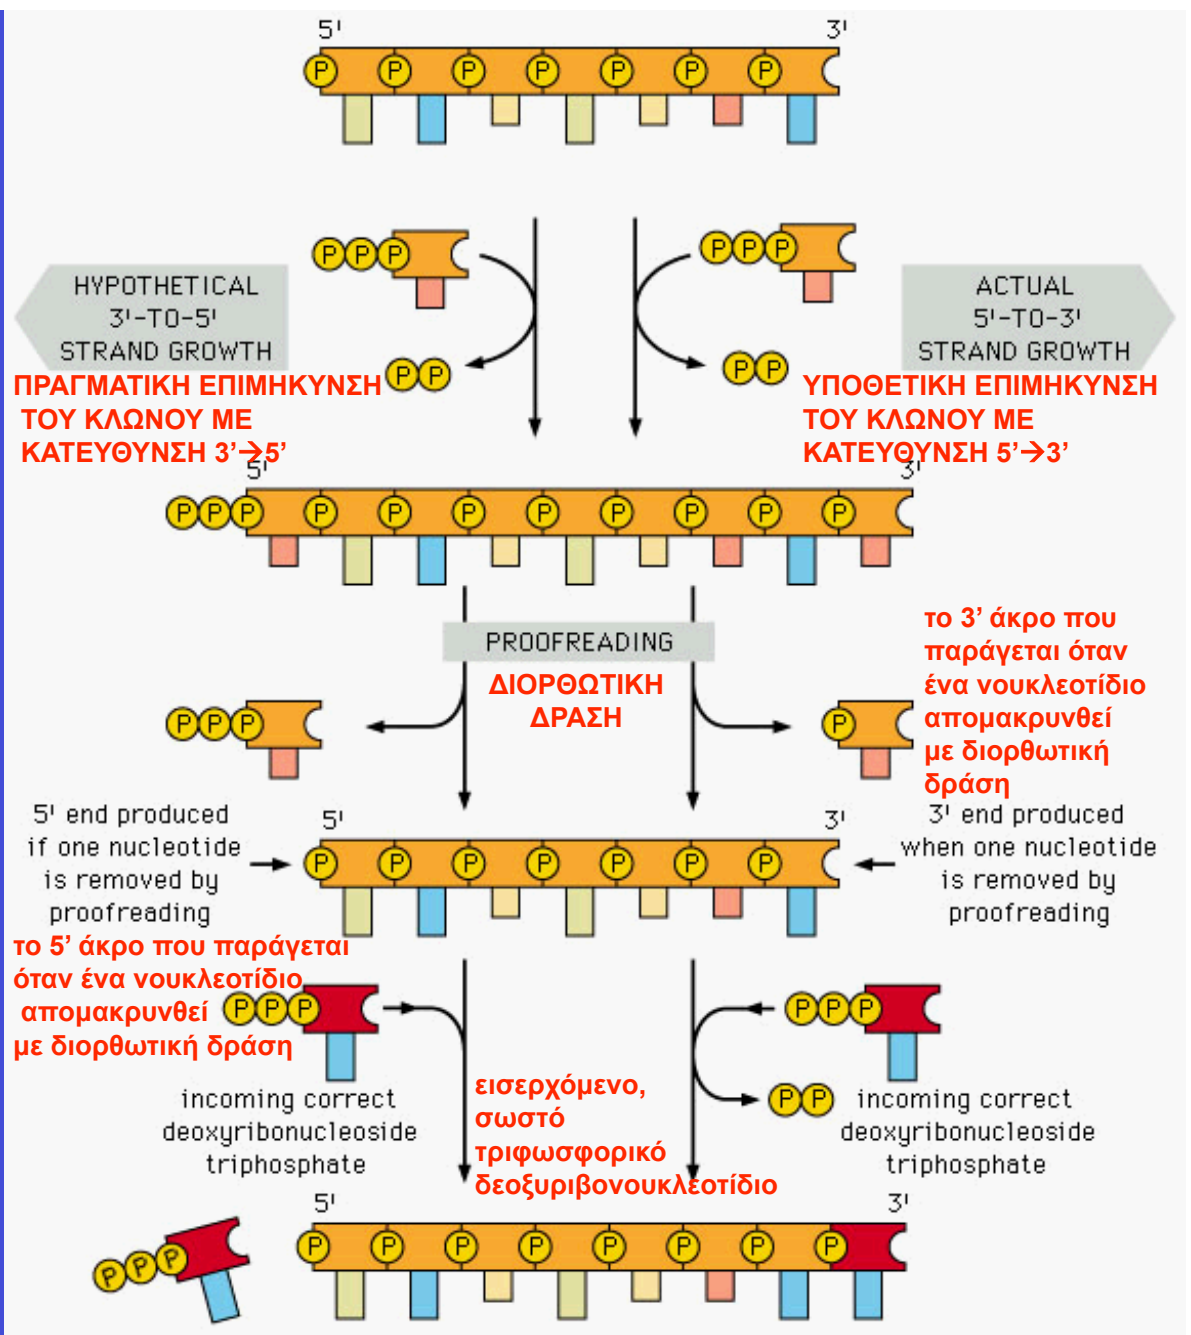 5' 3'
P P P P P P P
P P P
P P P
HYPOTHETICAL
3'-TO-5'
STRAND GROWTH
ACTUAL
5'-TO-3'
STRAND GROWTH
P P
P P
ΠΡΑΓΜΑΤΙΚΗ ΕΠΙΜΗΚΥΝΣΗ
ΤΟΥ ΚΛΩΝΟΥ ΜΕ
ΚΑΤΕΥΘΥΝΣΗ 3’→5’
ΥΠΟΘΕΤΙΚΗ ΕΠΙΜΗΚΥΝΣΗ
ΤΟΥ ΚΛΩΝΟΥ ΜΕ
ΚΑΤΕΥΘΥΝΣΗ 5’→3’
5' 3'
P P P P P P P P P P P
PROOFREADING
ΔΙΟΡΘΩΤΙΚΗ
ΔΡΑΣΗ
το 3’ άκρο που
παράγεται όταν
ένα νουκλεοτίδιο
απομακρυνθεί
με διορθωτική
δράση
P P P
P
5' end produced
if one nucleotide
is removed by
proofreading
5' 3'
P P P P P P P
3' end produced
when one nucleotide
is removed by
proofreading
το 5’ άκρο που παράγεται
όταν ένα νουκλεοτίδιο
απομακρυνθεί
με διορθωτική δράση
P P P
P P P
P P
incoming correct
deoxyribonucleoside
triphosphate
εισερχόμενο,
σωστό
τριφωσφορικό
δεοξυριβονουκλεοτίδιο
incoming correct
deoxyribonucleoside
triphosphate
5' 3'
P P P
P P P P P P P P